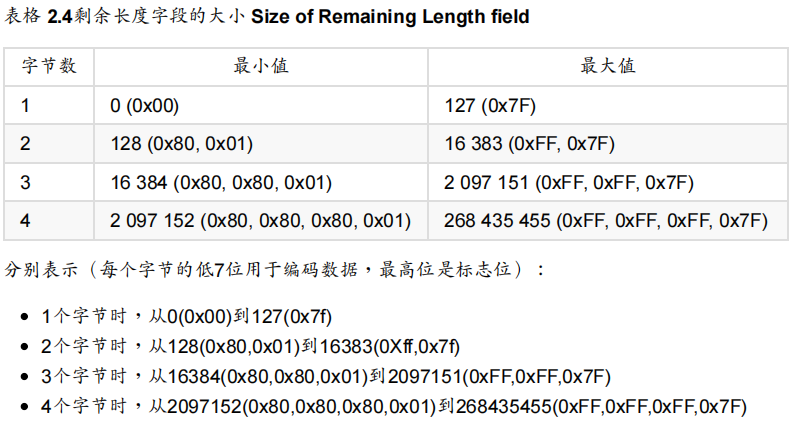 表格 2.4剩余长度字段的大小 Size of Remaining Length field
字节数 最小值 最大值
1 0 (0x00) 127 (0x7F)
2 128 (0x80, 0x01) 16 383 (0xFF, 0x7F)
3 16 384 (0x80, 0x80, 0x01) 2 097 151 (0xFF, 0xFF, 0x7F)
4 2 097 152 (0x80, 0x80, 0x80, 0x01) 268 435 455 (0xFF, 0xFF, 0xFF, 0x7F)
分别表示（每个字节的低7位用于编码数据，最高位是标志位）：
• 1个字节时，从0(0x00)到127(0x7f)
• 2个字节时，从128(0x80,0x01)到16383(0Xff,0x7f)
• 3个字节时，从16384(0x80,0x80,0x01)到2097151(0xFF,0xFF,0x7F)
• 4个字节时，从2097152(0x80,0x80,0x80,0x01)到268435455(0xFF,0xFF,0xFF,0x7F)